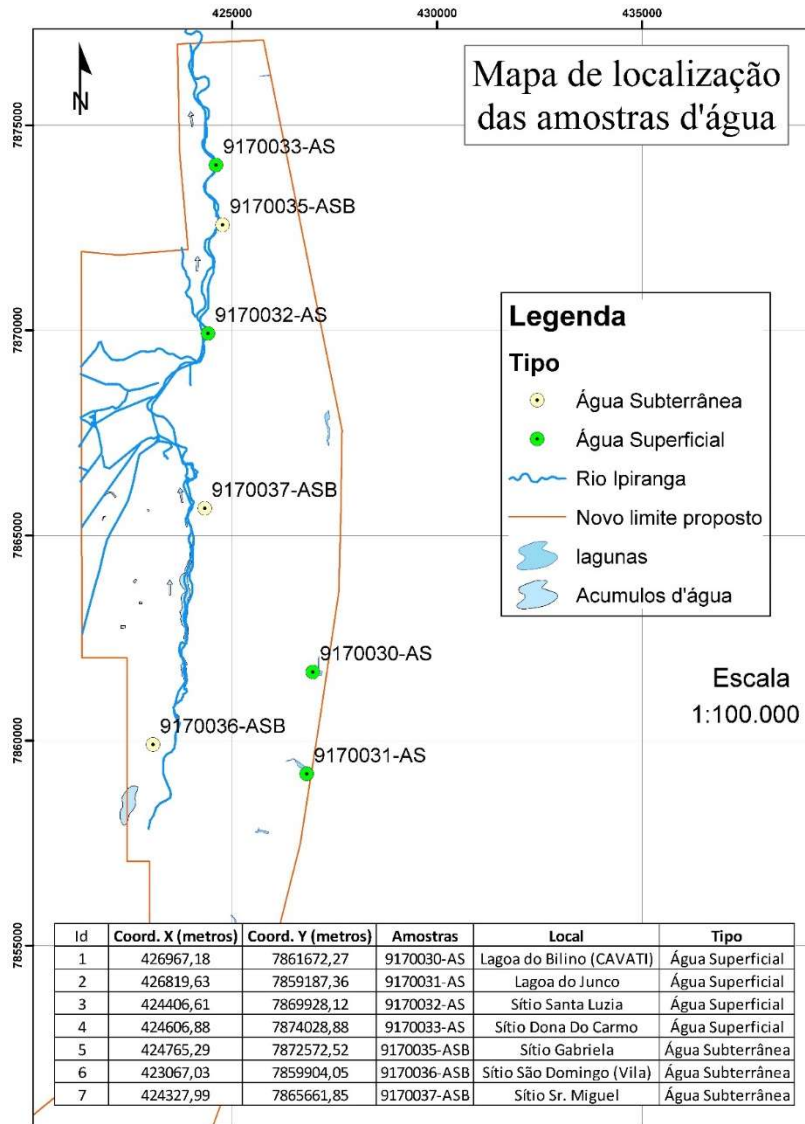 425000 430000 435000
N
Mapa de localização
das amostras d'água
7875000
9170033-AS
9170035-ASB
7870000
9170032-AS
9170037-ASB
7865000
9170030-AS
9170036-ASB
7860000
9170031-AS
7855000
Legenda
Tipo
Água Subterrânea
Água Superficial
Rio Ipiranga
Novo limite proposto
lagunas
Acumulos d'água
Escala
1:100.000
Id Coord. X (metros) Coord. Y (metros) Amostras Local Tipo
1 426967,18 7861672,27 9170030-AS Lagoa do Bilino (CAVATI) Água Superficial
2 426819,63 7859187,36 9170031-AS Lagoa do Junco Água Superficial
3 424406,61 7869928,12 9170032-AS Sítio Santa Luzia Água Superficial
4 424606,88 7874028,88 9170033-AS Sítio Dona Do Carmo Água Superficial
5 424765,29 7872572,52 9170035-ASB Sítio Gabriela Água Subterrânea
6 423067,03 7859904,05 9170036-ASB Sítio São Domingo (Vila) Água Subterrânea
7 424327,99 7865661,85 9170037-ASB Sítio Sr. Miguel Água Subterrânea